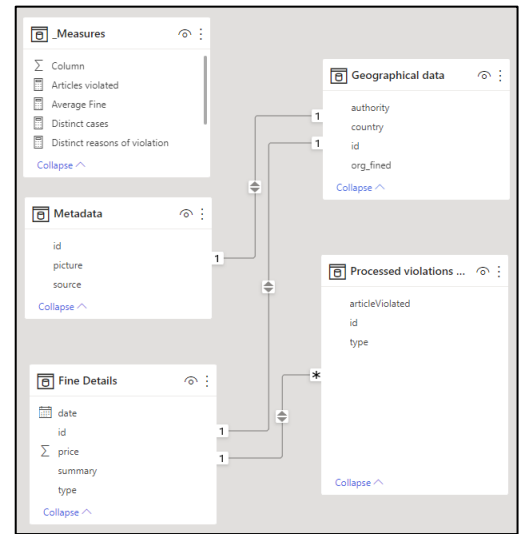 _Measures
Column
Articles violated
Average Fine
Distinct cases
Distinct reasons of violation
Collapse
Geographical data
authority
country
id
org_fined
Collapse
1
1
Metadata
id
picture
source
Collapse
1
Processed violations ...
articleViolated
id
type
Collapse
*
Fine Details
date
id
price
summary
type
Collapse
1
1